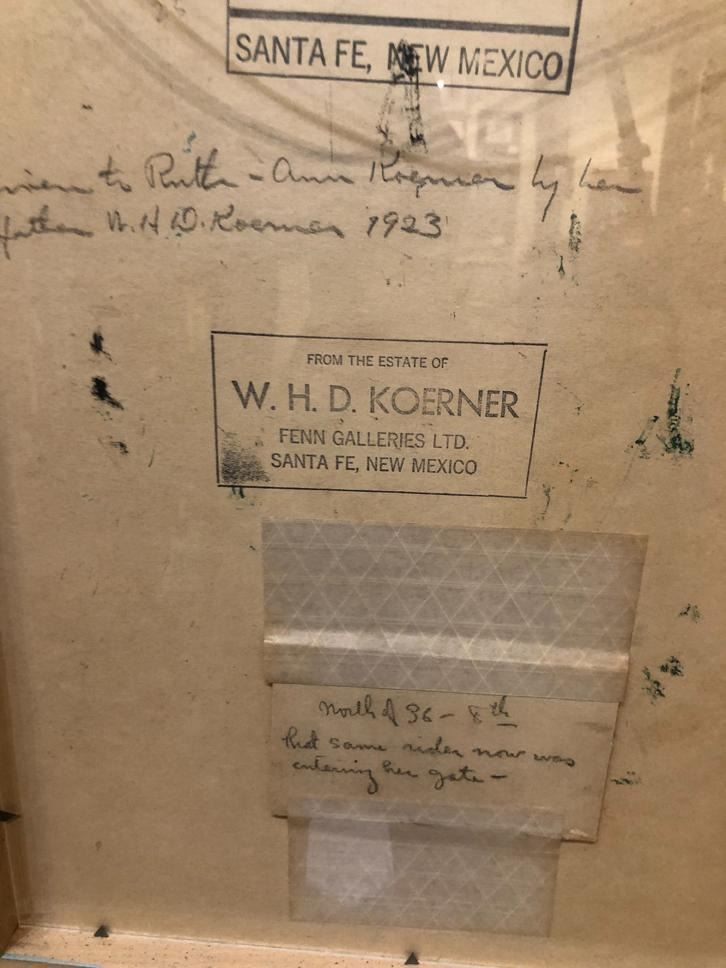 SANTA FE, NEW MEXICO
to Ruth-Ann Koerner by her
father W.H.D. Koerner 1923
FROM THE ESTATE OF
W. H. D. KOERNER
FENN GALLERIES LTD.
SANTA FE, NEW MEXICO
North of 36 - 8th
that same rider now was
entering her gate -